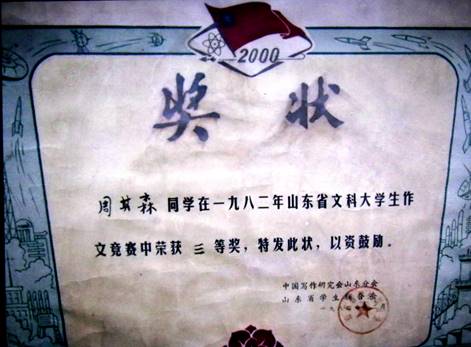 2000
奖状
周其森 同学在一九八二年山东省文科大学生作
文竞赛中荣获 三 等奖，特发此状，以资鼓励．
中国写作研究会山东分会
山东省学生联合会
一九八